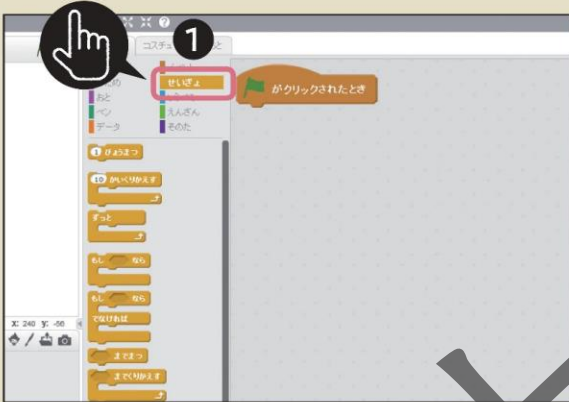 1
コスチューム
せいぎょ
おと
ペン
えんざん
データ
そのた
がクリックされたとき
1 びょうまつ
10 かいくりかえす
ずっと
もし なら
もし なら
でなければ
までまつ
までくりかえす
X: 240 y: -66